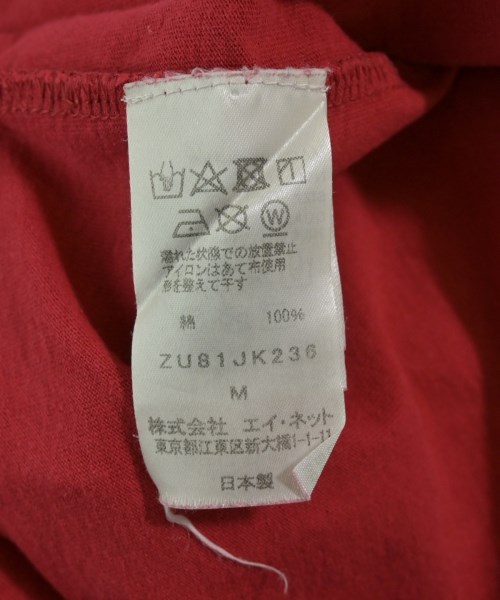 W
濡れた状態での放置禁止
アイロンはあて布使用
形を整えて干す
綿 100%
ZU81JK236
M
株式会社 エイ・ネット
東京都江東区新大橋1-1-11
日本製